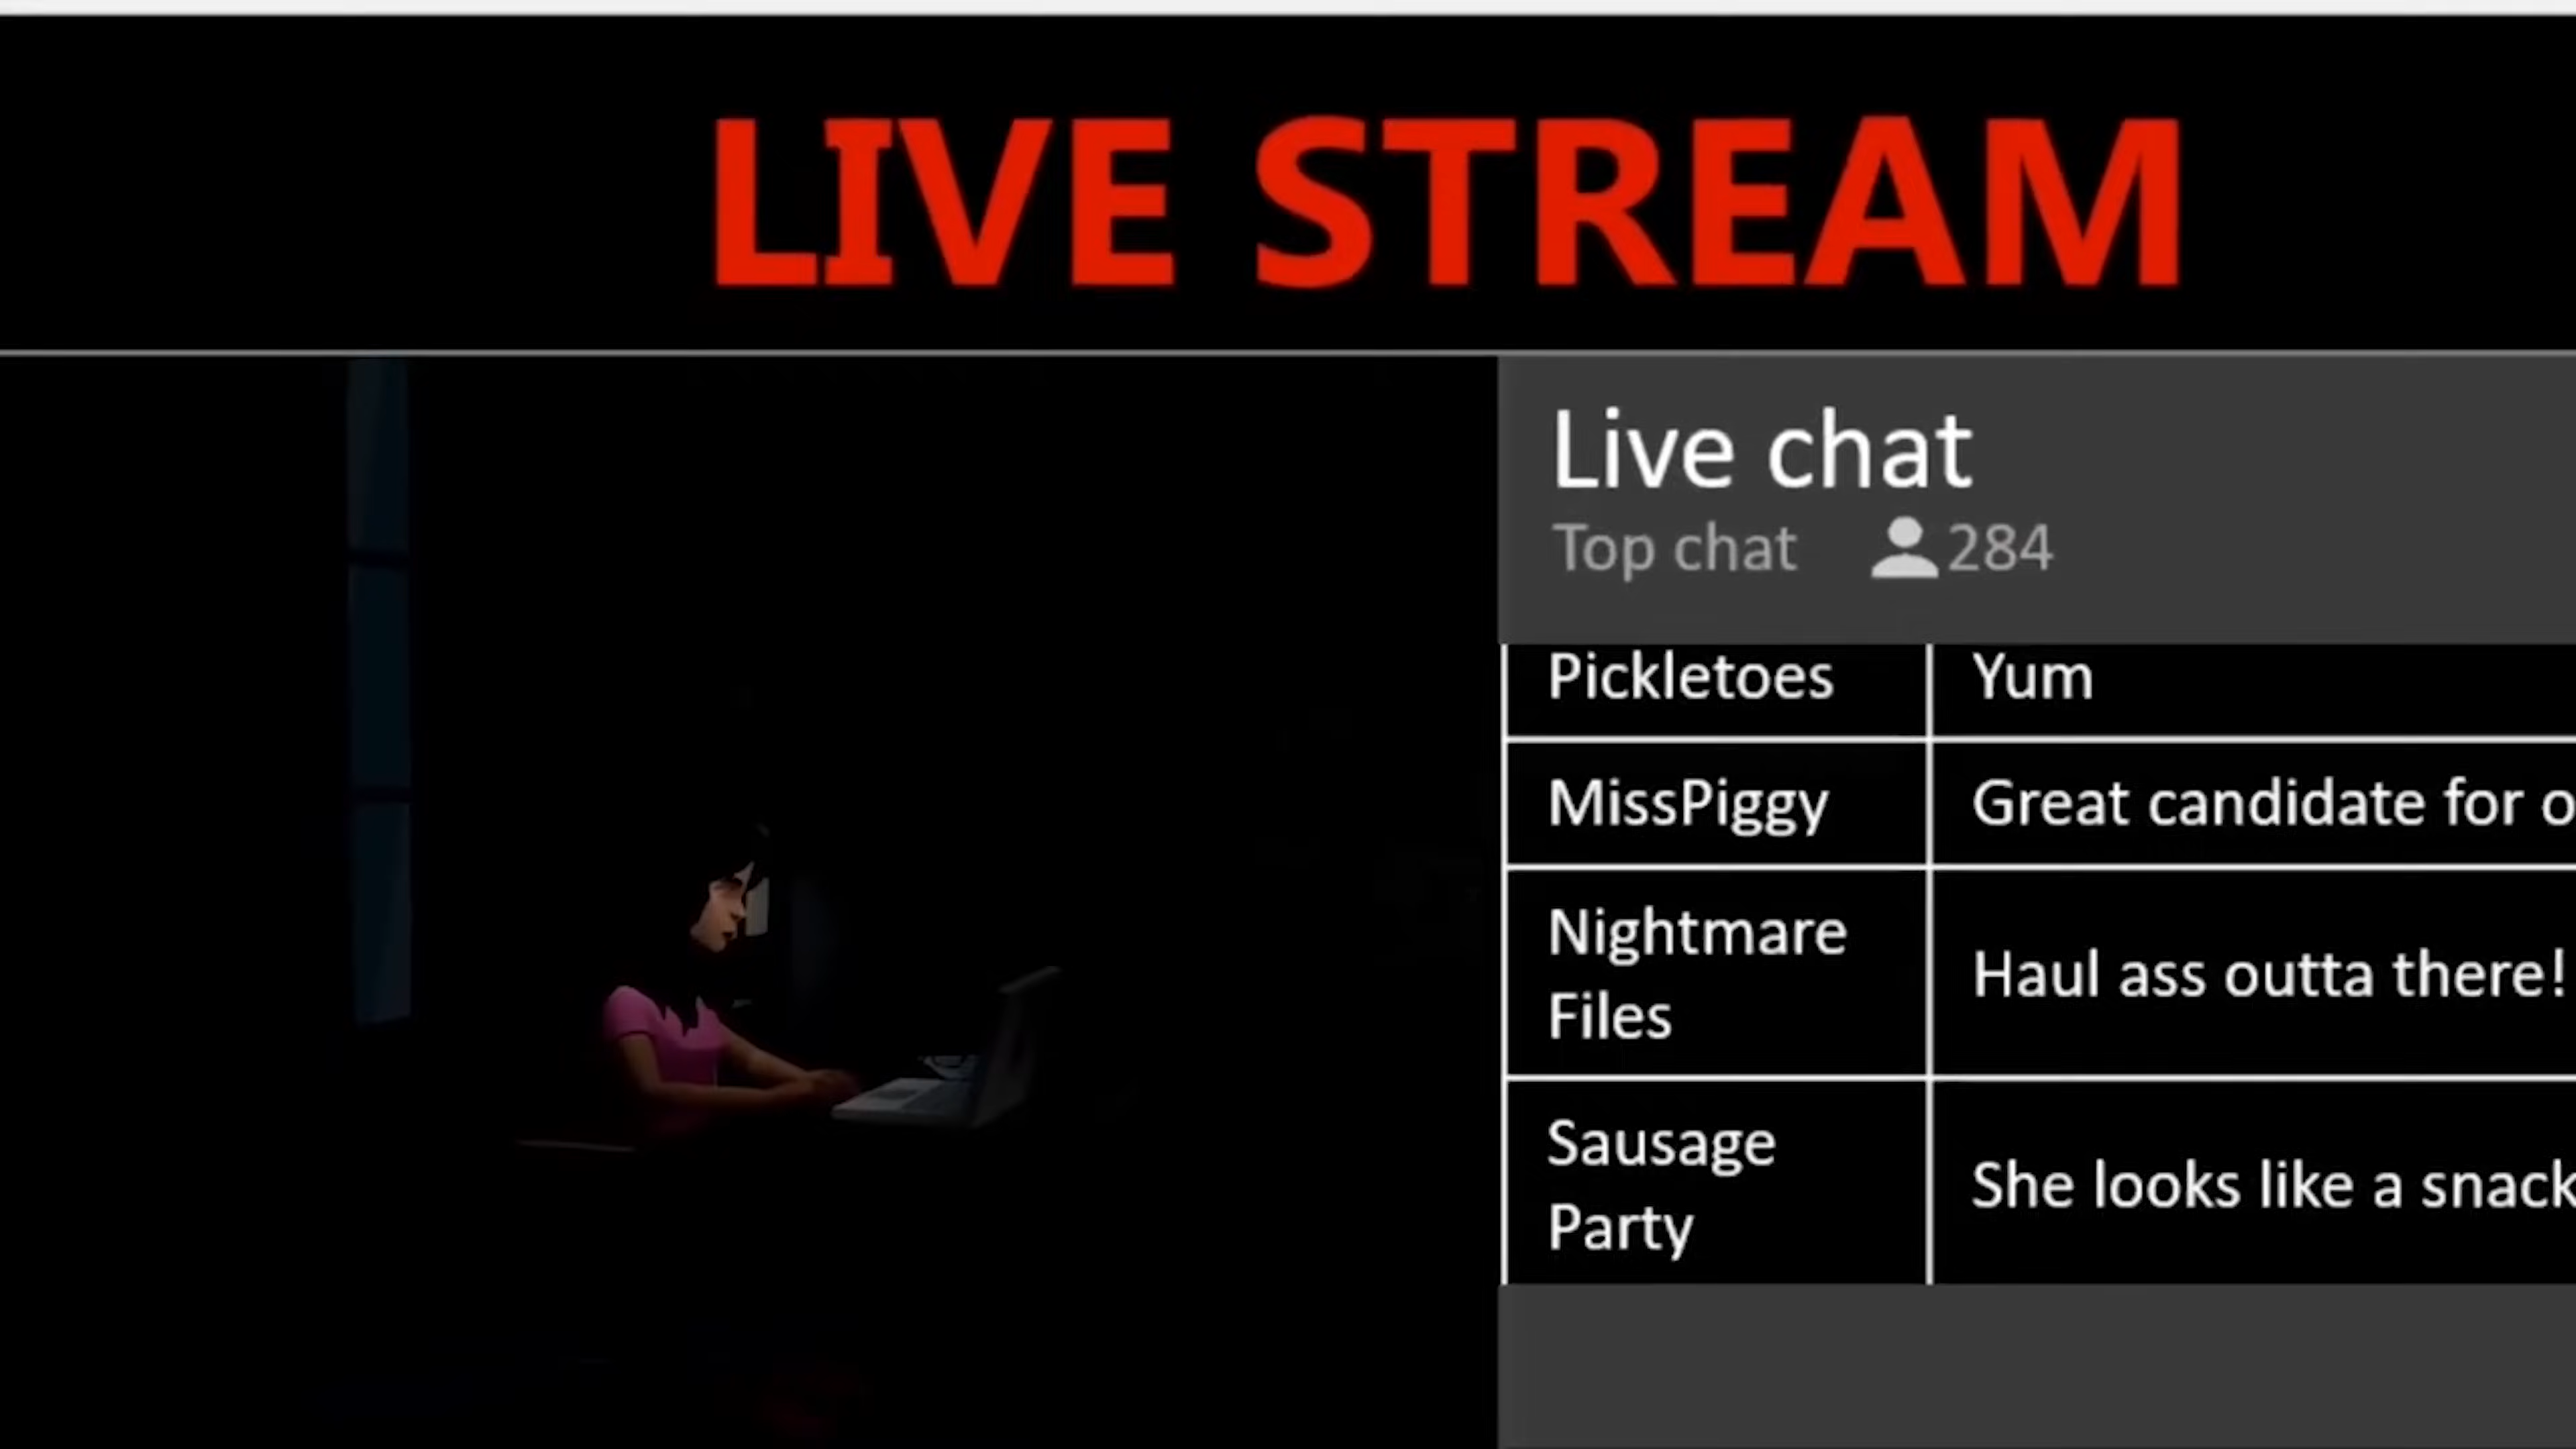 LIVE STREAM
Live chat
Top chat 284
Pickletoes Yum
MissPiggy Great candidate for o
Nightmare
Files
Haul ass outta there!
Sausage
Party
She looks like a snack